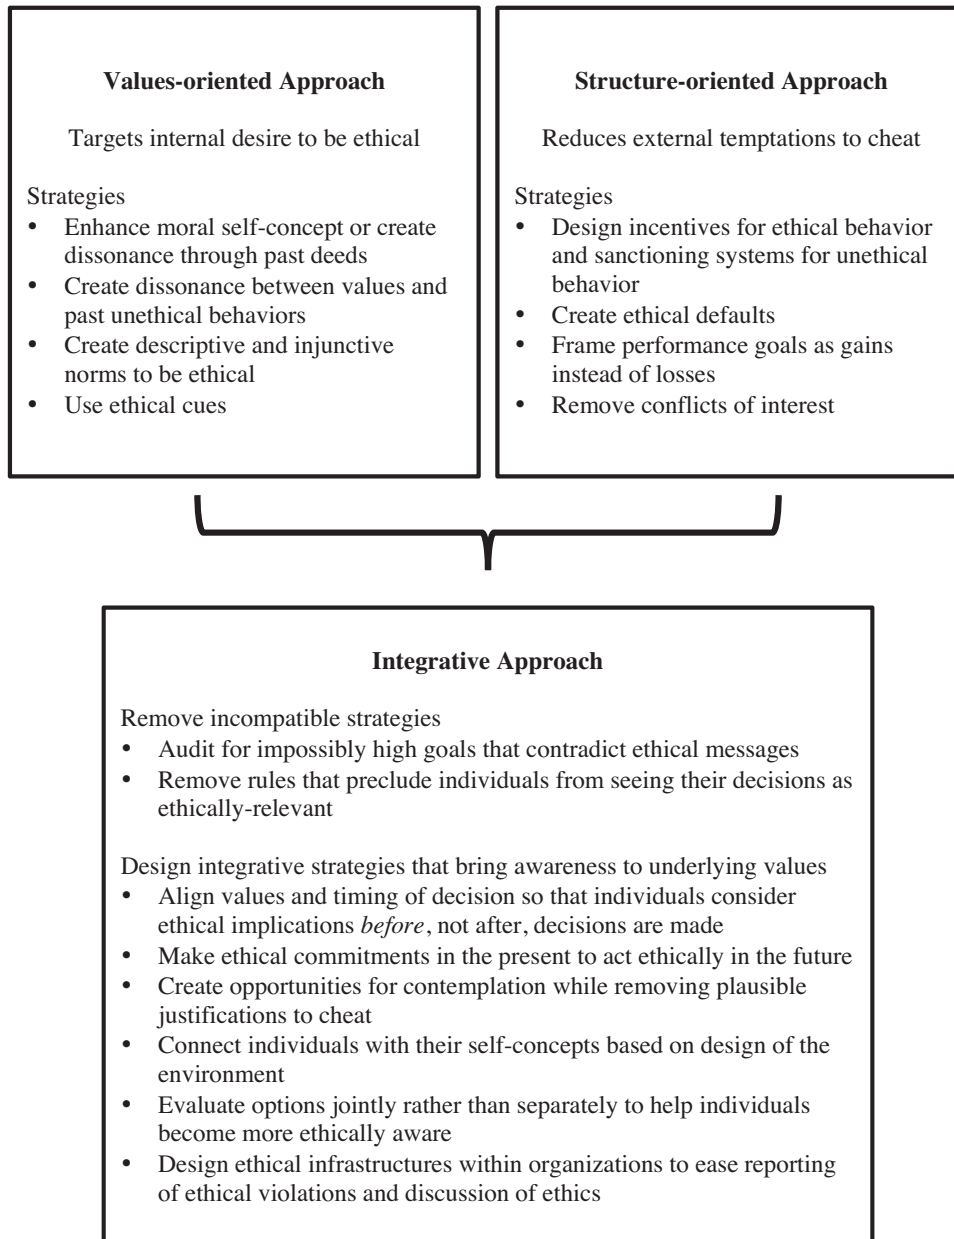 Values-oriented Approach
Targets internal desire to be ethical
Strategies
• Enhance moral self-concept or create
dissonance through past deeds
• Create dissonance between values and
past unethical behaviors
• Create descriptive and injunctive
norms to be ethical
• Use ethical cues
Structure-oriented Approach
Reduces external temptations to cheat
Strategies
• Design incentives for ethical behavior
and sanctioning systems for unethical
behavior
• Create ethical defaults
• Frame performance goals as gains
instead of losses
• Remove conflicts of interest
Integrative Approach
Remove incompatible strategies
• Audit for impossibly high goals that contradict ethical messages
• Remove rules that preclude individuals from seeing their decisions as
ethically-relevant
Design integrative strategies that bring awareness to underlying values
• Align values and timing of decision so that individuals consider
ethical implications before, not after, decisions are made
• Make ethical commitments in the present to act ethically in the future
• Create opportunities for contemplation while removing plausible
justifications to cheat
• Connect individuals with their self-concepts based on design of the
environment
• Evaluate options jointly rather than separately to help individuals
become more ethically aware
• Design ethical infrastructures within organizations to ease reporting
of ethical violations and discussion of ethics